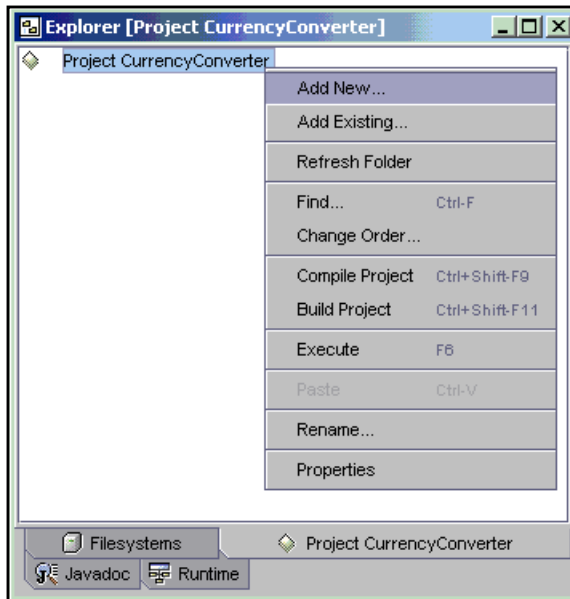 Explorer [Project CurrencyConverter]
Project CurrencyConverter
Add New...
Add Existing...
Refresh Folder
Find... Ctrl-F
Change Order...
Compile Project Ctrl+Shift-F9
Build Project Ctrl+Shift-F11
Execute F6
Paste Ctrl-V
Rename...
Properties
Filesystems Project CurrencyConverter
Javadoc Runtime